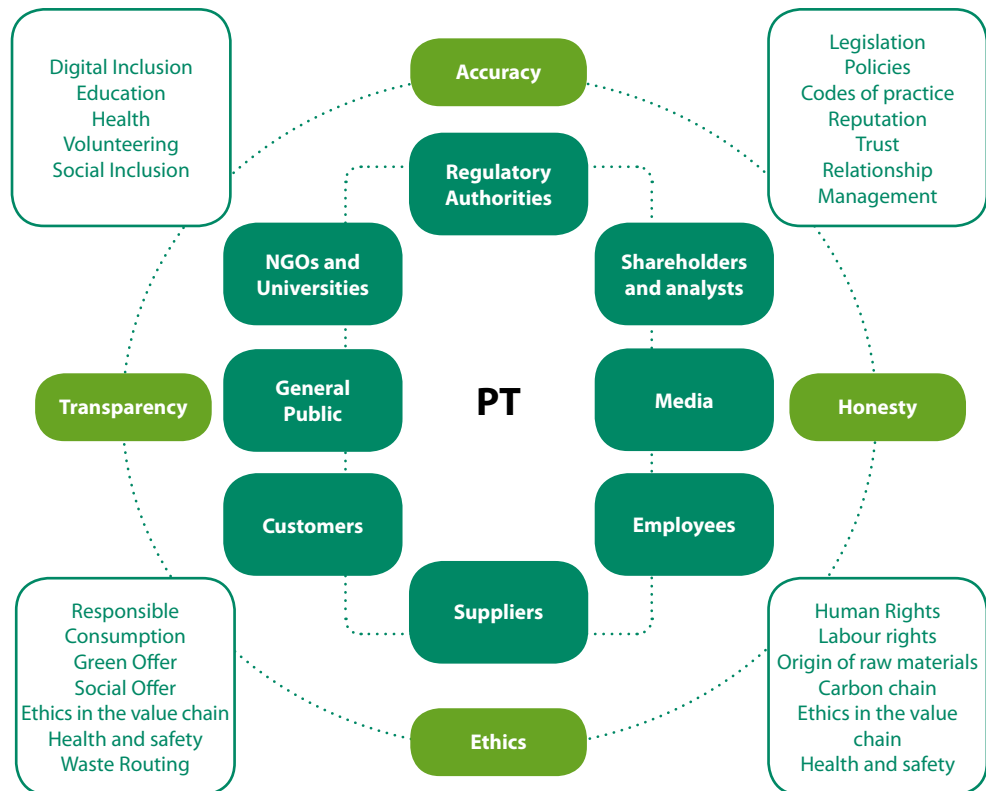 Digital Inclusion
Education
Health
Volunteering
Social Inclusion
Accuracy
Legislation
Policies
Codes of practice
Reputation
Trust
Relationship
Management
Regulatory
Authorities
NGOs and
Universities
Shareholders
and analysts
Transparency
General
Public
PT
Media
Honesty
Customers
Employees
Suppliers
Responsible
Consumption
Green Offer
Social Offer
Ethics in the value chain
Health and safety
Waste Routing
Ethics
Human Rights
Labour rights
Origin of raw materials
Carbon chain
Ethics in the value
chain
Health and safety